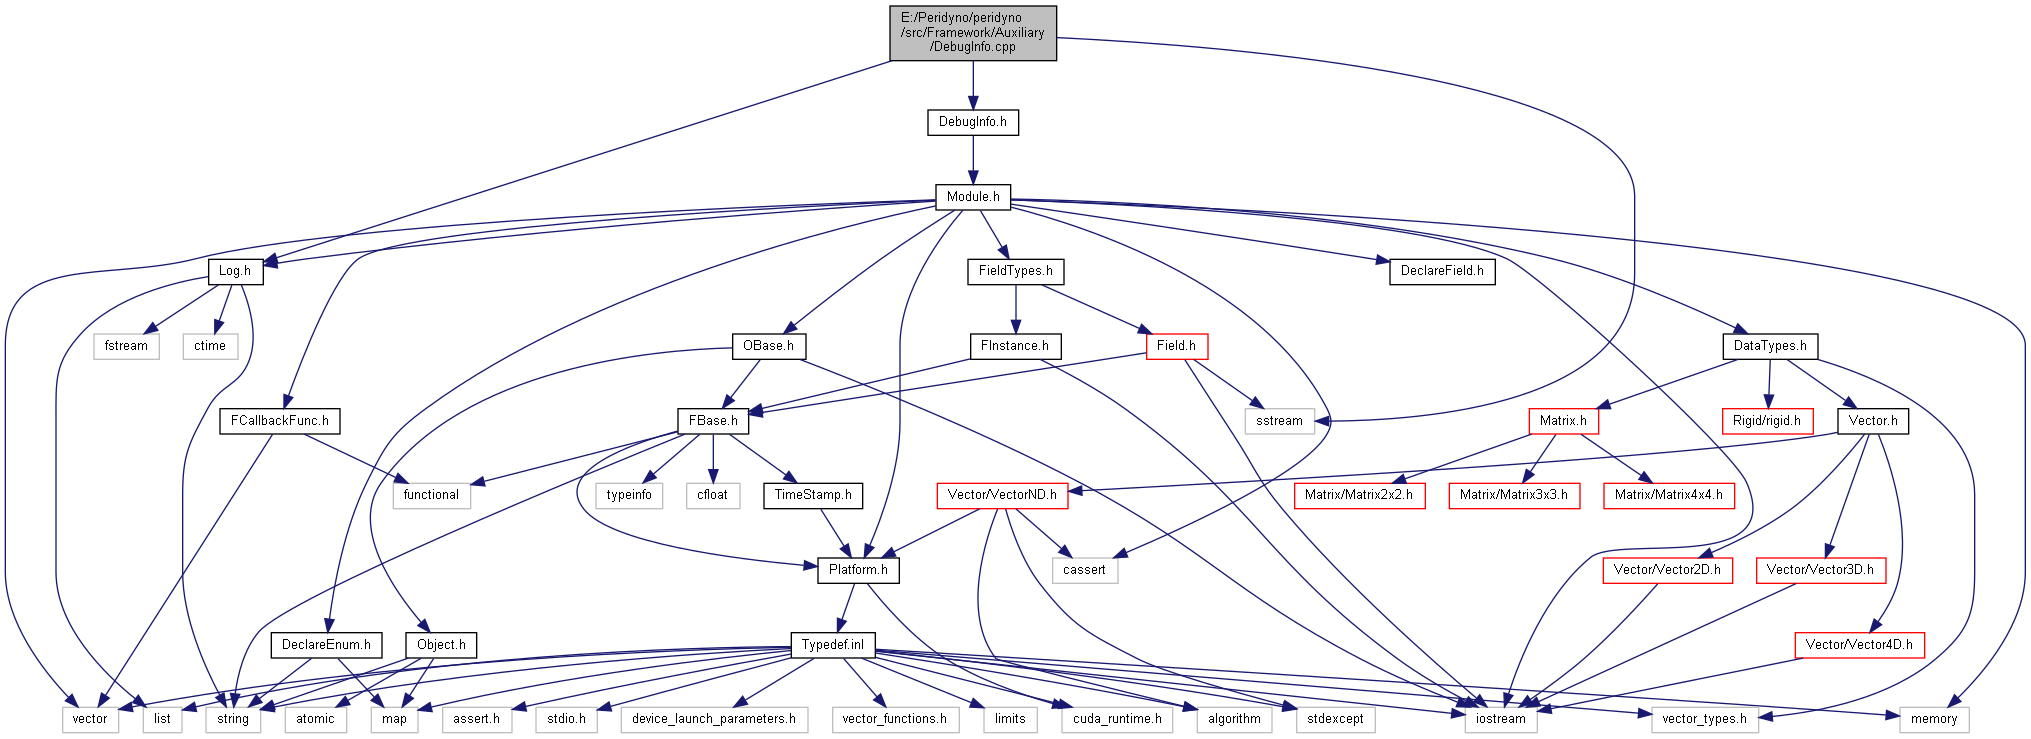 E:/Peridyno/peridyno
/src/Framework/Auxiliary
/DebugInfo.cpp
DebugInfo.h
Module.h
Log.h
FieldTypes.h
DeclareField.h
fstream
ctime
OBase.h
FInstance.h
Field.h
DataTypes.h
FCallbackFunc.h
FBase.h
sstream
Matrix.h
Rigid/rigid.h
Vector.h
functional
typeinfo
cfloat
TimeStamp.h
Vector/VectorND.h
Matrix/Matrix2x2.h
Matrix/Matrix3x3.h
Matrix/Matrix4x4.h
Platform.h
cassert
Vector/Vector2D.h
Vector/Vector3D.h
DeclareEnum.h
Object.h
Typedef.inl
Vector/Vector4D.h
vector
list
string
atomic
map
assert.h
stdio.h
device_launch_parameters.h
vector_functions.h
limits
cuda_runtime.h
algorithm
stdexcept
iostream
vector_types.h
memory